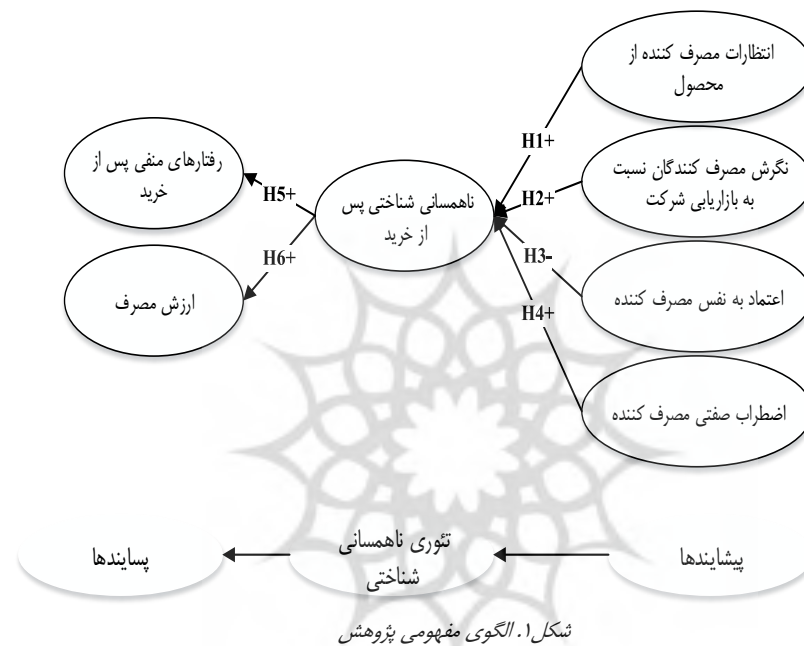 انتظارات مصرف کننده از
محصول
نگرش مصرف کنندگان نسبت
به بازاریابی شرکت
اعتماد به نفس مصرف کننده
اضطراب صفتی مصرف کننده
H1+
H2+
H3-
H4+
ناهمسانی شناختی پس
از خرید
H5+
H6+
رفتارهای منفی پس از
خرید
ارزش مصرف
پیشایندها
تئوری ناهمسانی
شناختی
پسایندها
شکل۱. الگوی مفهومی پژوهش